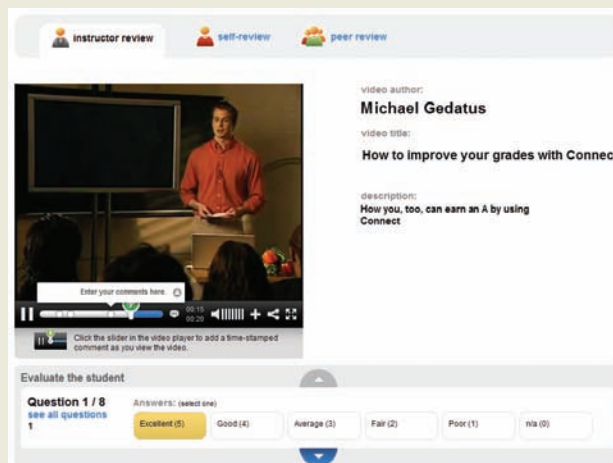 instructor review
self-review
peer review
video author:
Michael Gedatus
video title:
How to improve your grades with Connec
description:
How you, too, can earn an A by using
Connect
Enter your comments here.
00:15
00:20
Click the slider in the video player to add a time-stamped
comment as you view the video.
Evaluate the student
Question 1 / 8
see all questions
1
Answers: (select one)
Excellent (5)
Good (4)
Average (3)
Fair (2)
Poor (1)
n/a (0)